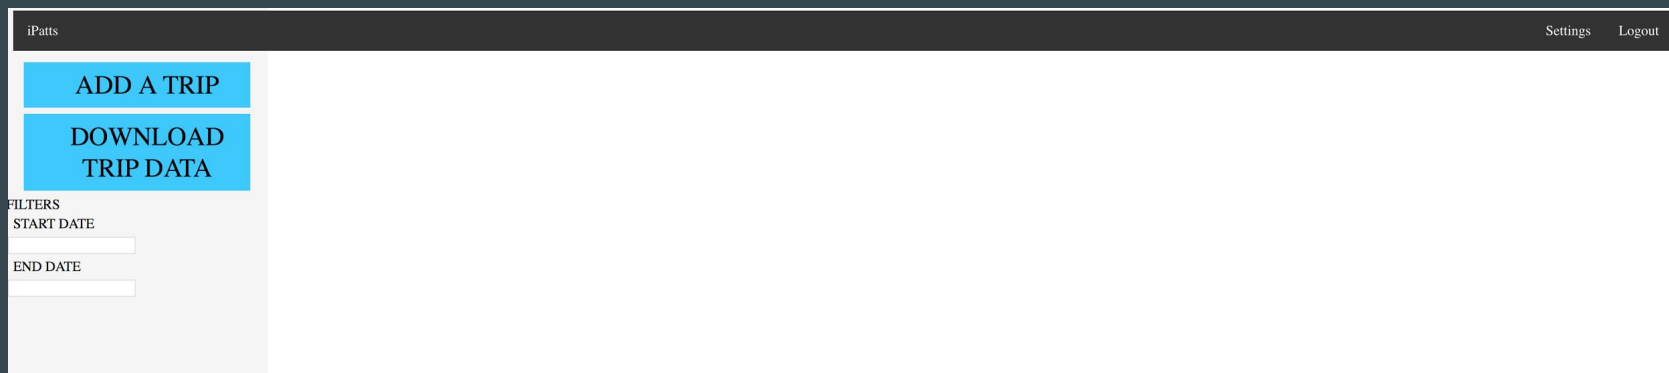 iPatts Settings Logout
ADD A TRIP
DOWNLOAD
TRIP DATA
FILTERS
START DATE
END DATE